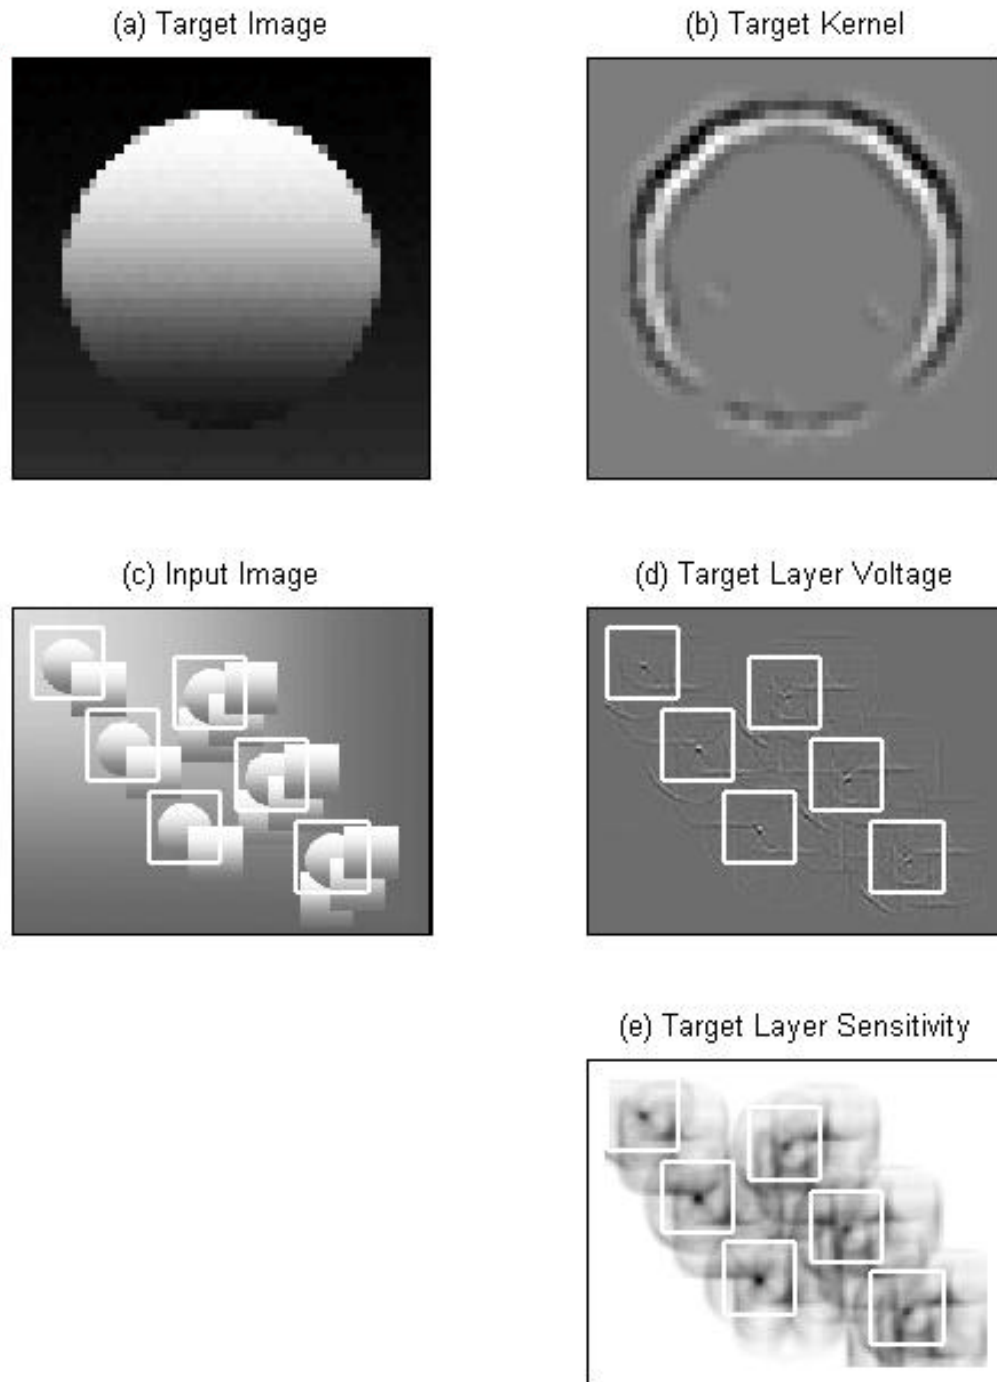 (a) Target Image
(b) Target Kernel
(c) Input Image
(d) Target Layer Voltage
(e) Target Layer Sensitivity